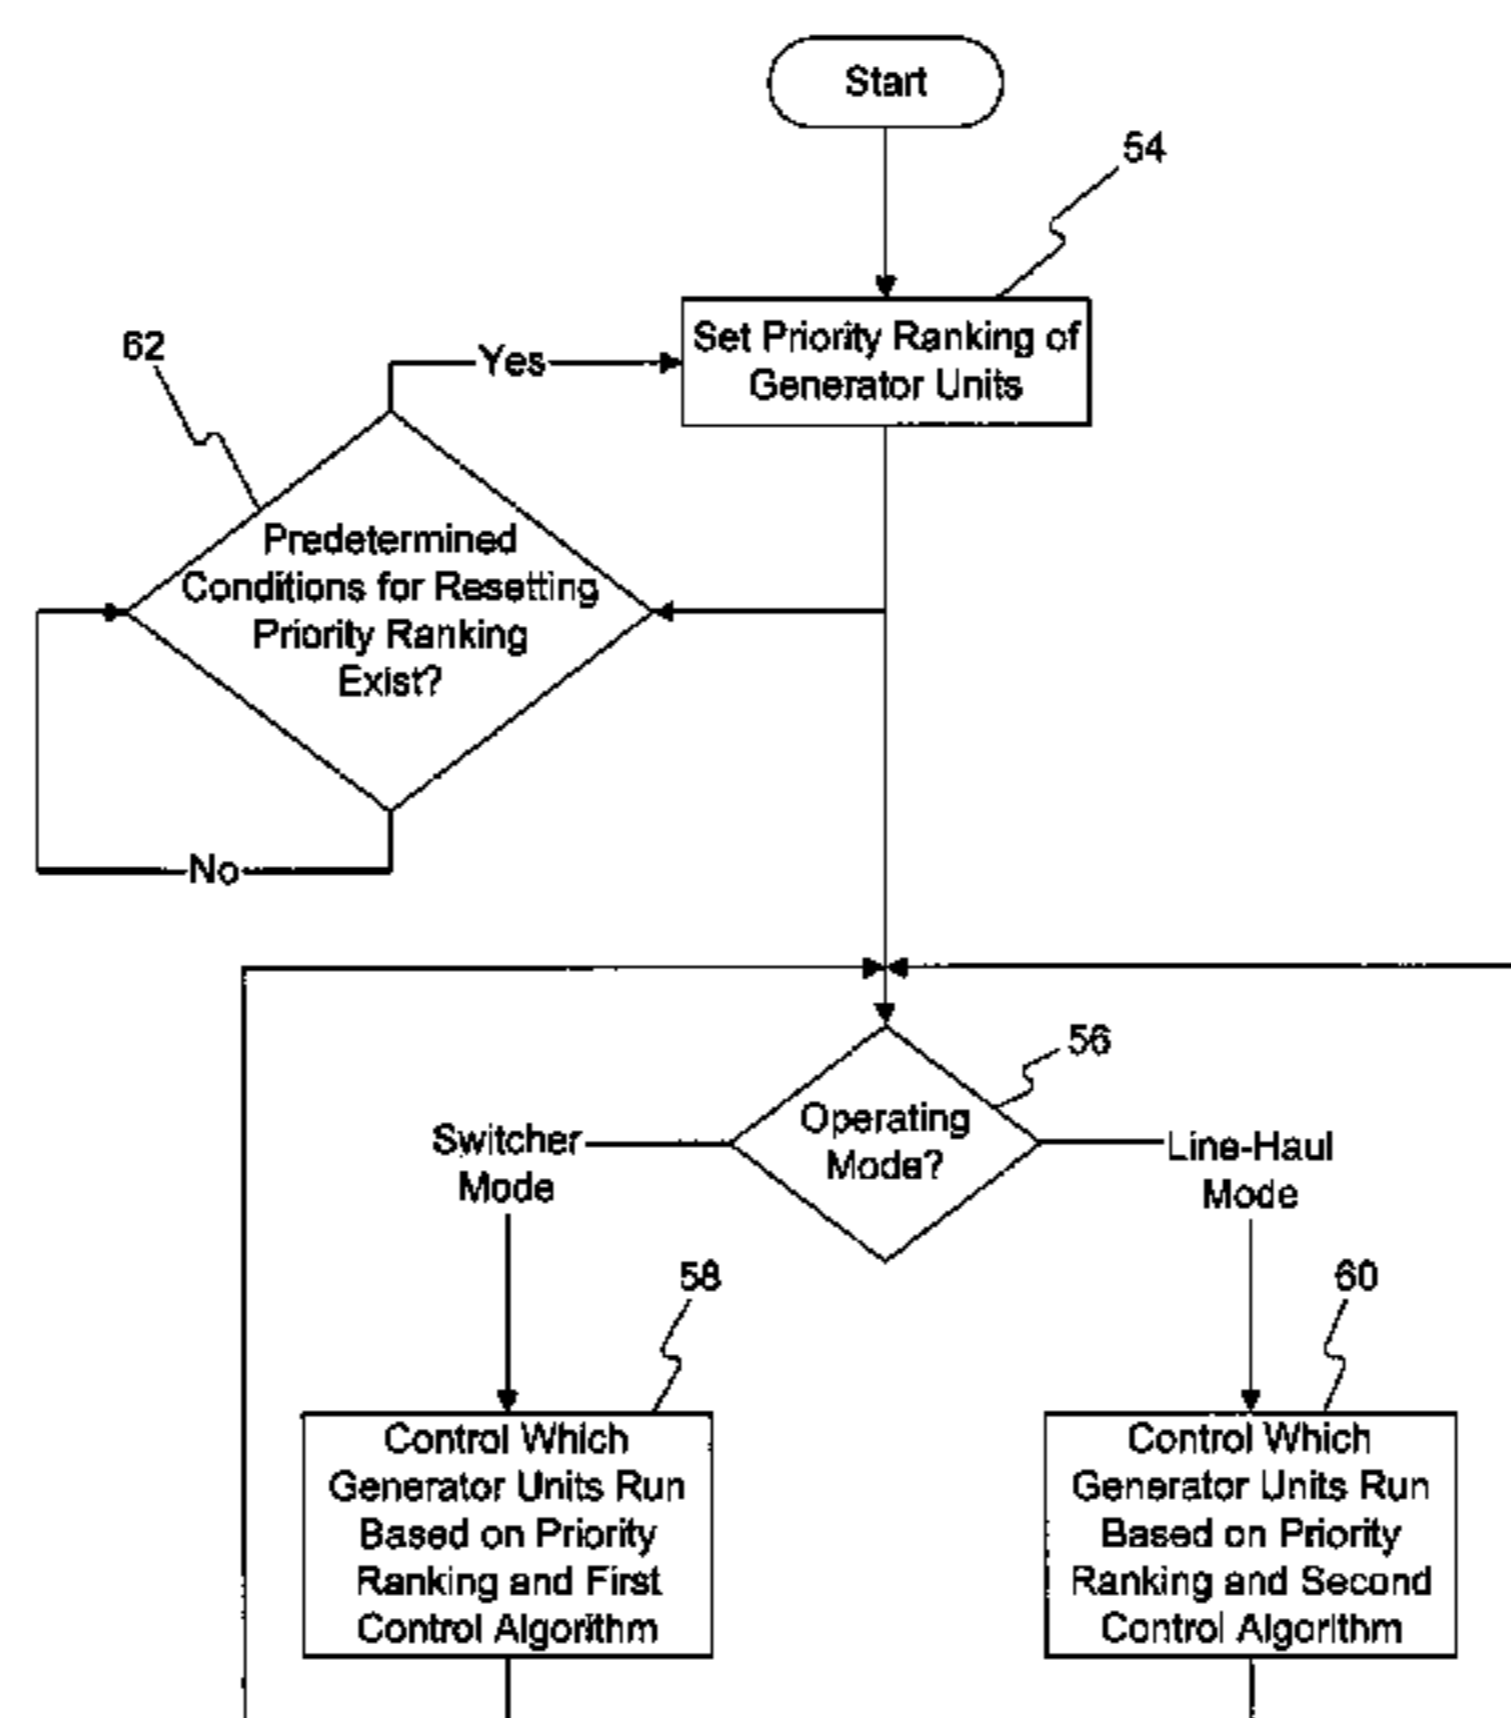 Start
54
Set Priority Ranking of
Generator Units
62
Yes
Predetermined
Conditions for Resetting
Priority Ranking
Exist?
No
56
Operating
Mode?
Switcher
Mode
Line-Haul
Mode
58
60
Control Which
Generator Units Run
Based on Priority
Ranking and First
Control Algorithm
Control Which
Generator Units Run
Based on Priority
Ranking and Second
Control Algorithm